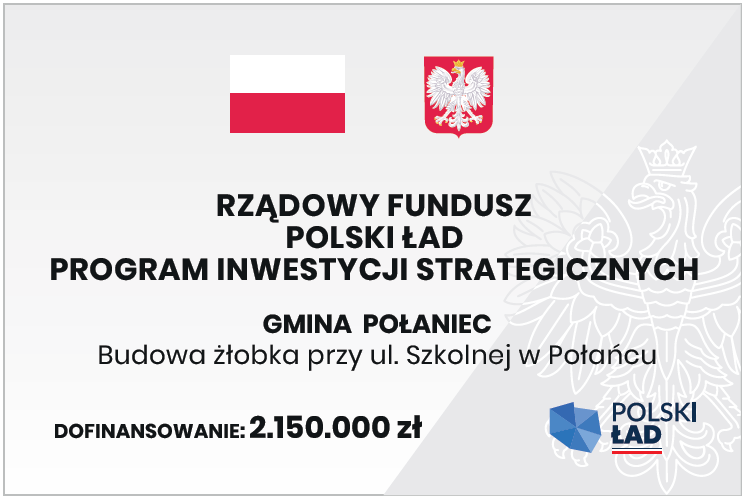 RZĄDOWY FUNDUSZ
POLSKI ŁAD
PROGRAM INWESTYCJI STRATEGICZNYCH
GMINA POŁANIEC
Budowa żłobka przy ul. Szkolnej w Połańcu
DOFINANSOWANIE: 2.150.000 zł
POLSKI
ŁAD